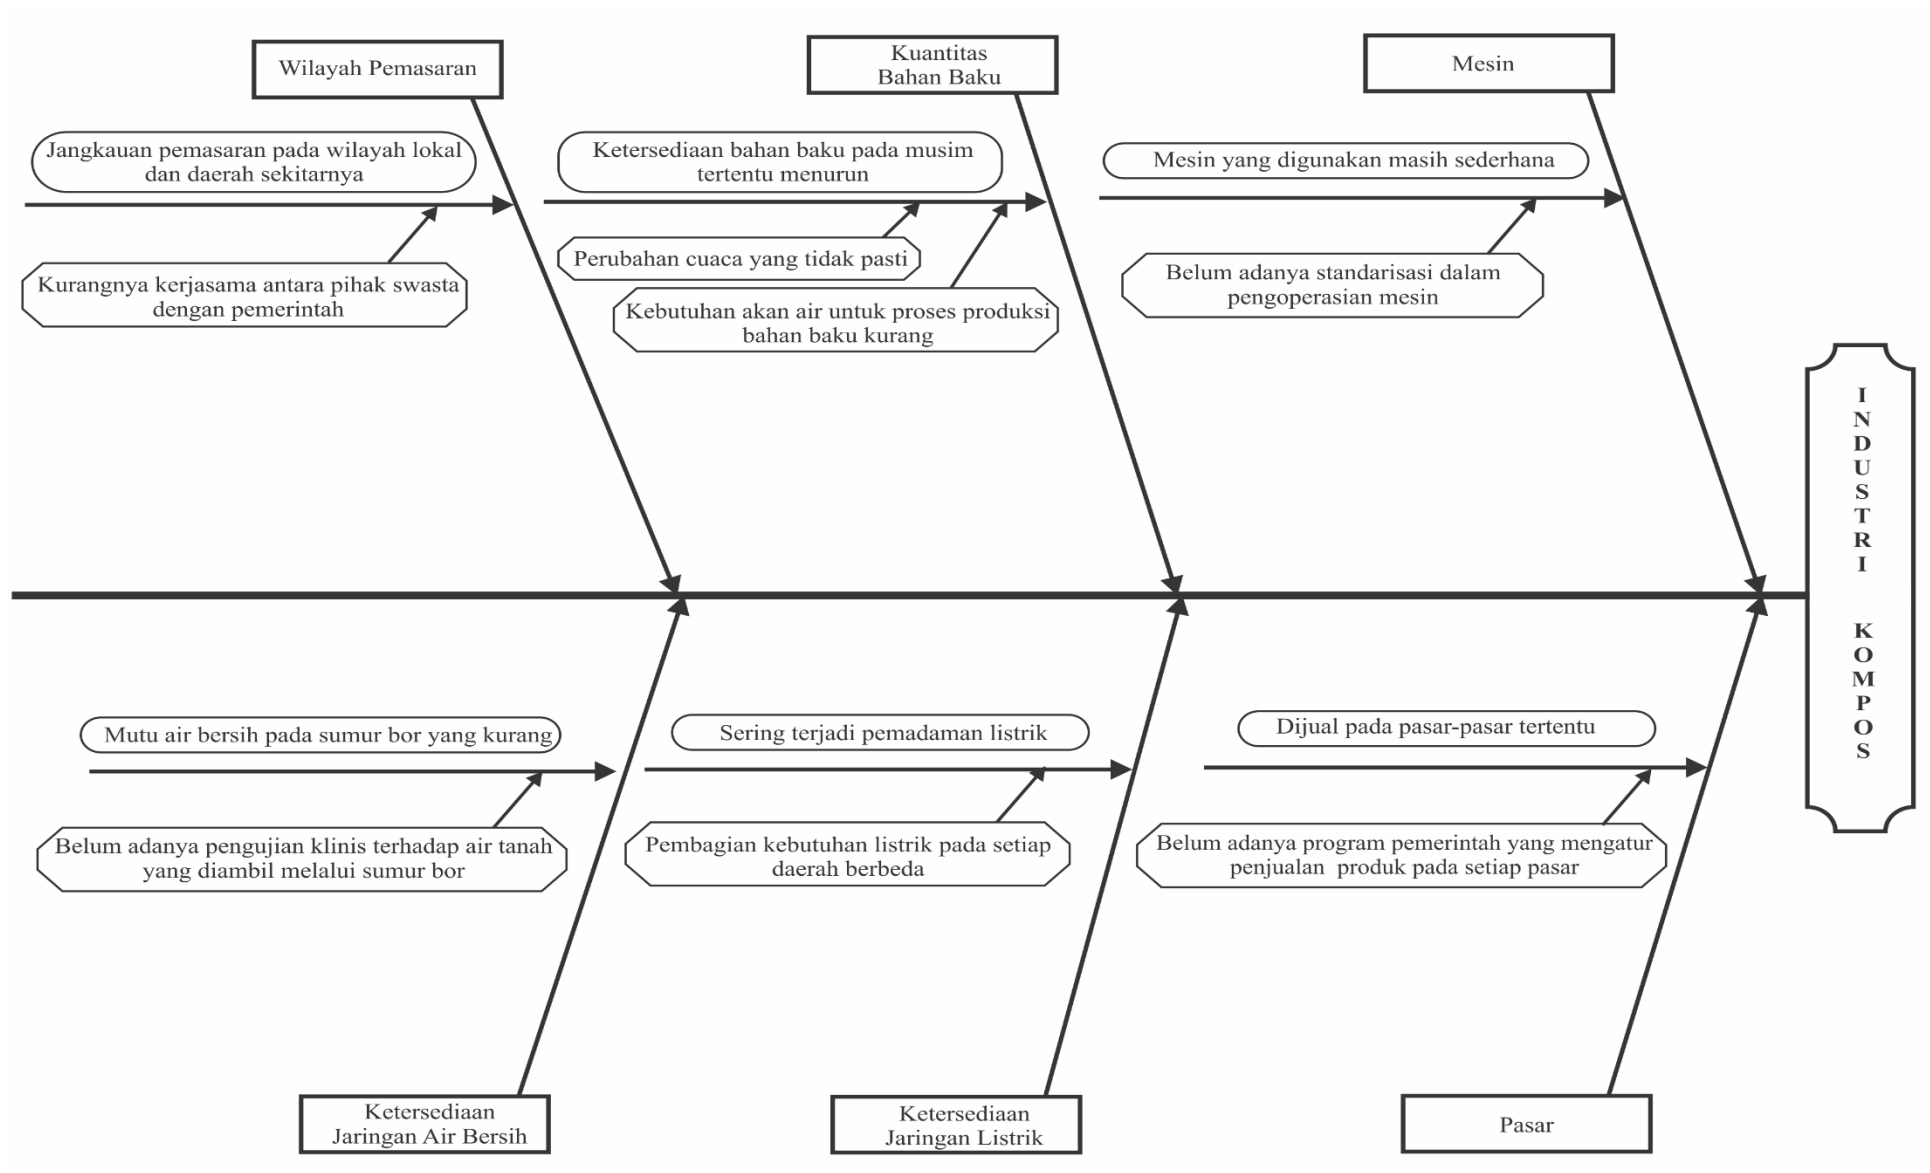 Wilayah Pemasaran
Kuantitas
Bahan Baku
Mesin
Jangkauan pemasaran pada wilayah lokal
dan daerah sekitarnya
Ketersediaan bahan baku pada musim
tertentu menurun
Mesin yang digunakan masih sederhana
Kurangnya kerjasama antara pihak swasta
dengan pemerintah
Perubahan cuaca yang tidak pasti
Kebutuhan akan air untuk proses produksi
bahan baku kurang
Belum adanya standarisasi dalam
pengoperasian mesin
INDUSTRI KOMPOS
Mutu air bersih pada sumur bor yang kurang
Sering terjadi pemadaman listrik
Dijual pada pasar-pasar tertentu
Belum adanya pengujian klinis terhadap air tanah
yang diambil melalui sumur bor
Pembagian kebutuhan listrik pada setiap
daerah berbeda
Belum adanya program pemerintah yang mengatur
penjualan produk pada setiap pasar
Ketersediaan
Jaringan Air Bersih
Ketersediaan
Jaringan Listrik
Pasar